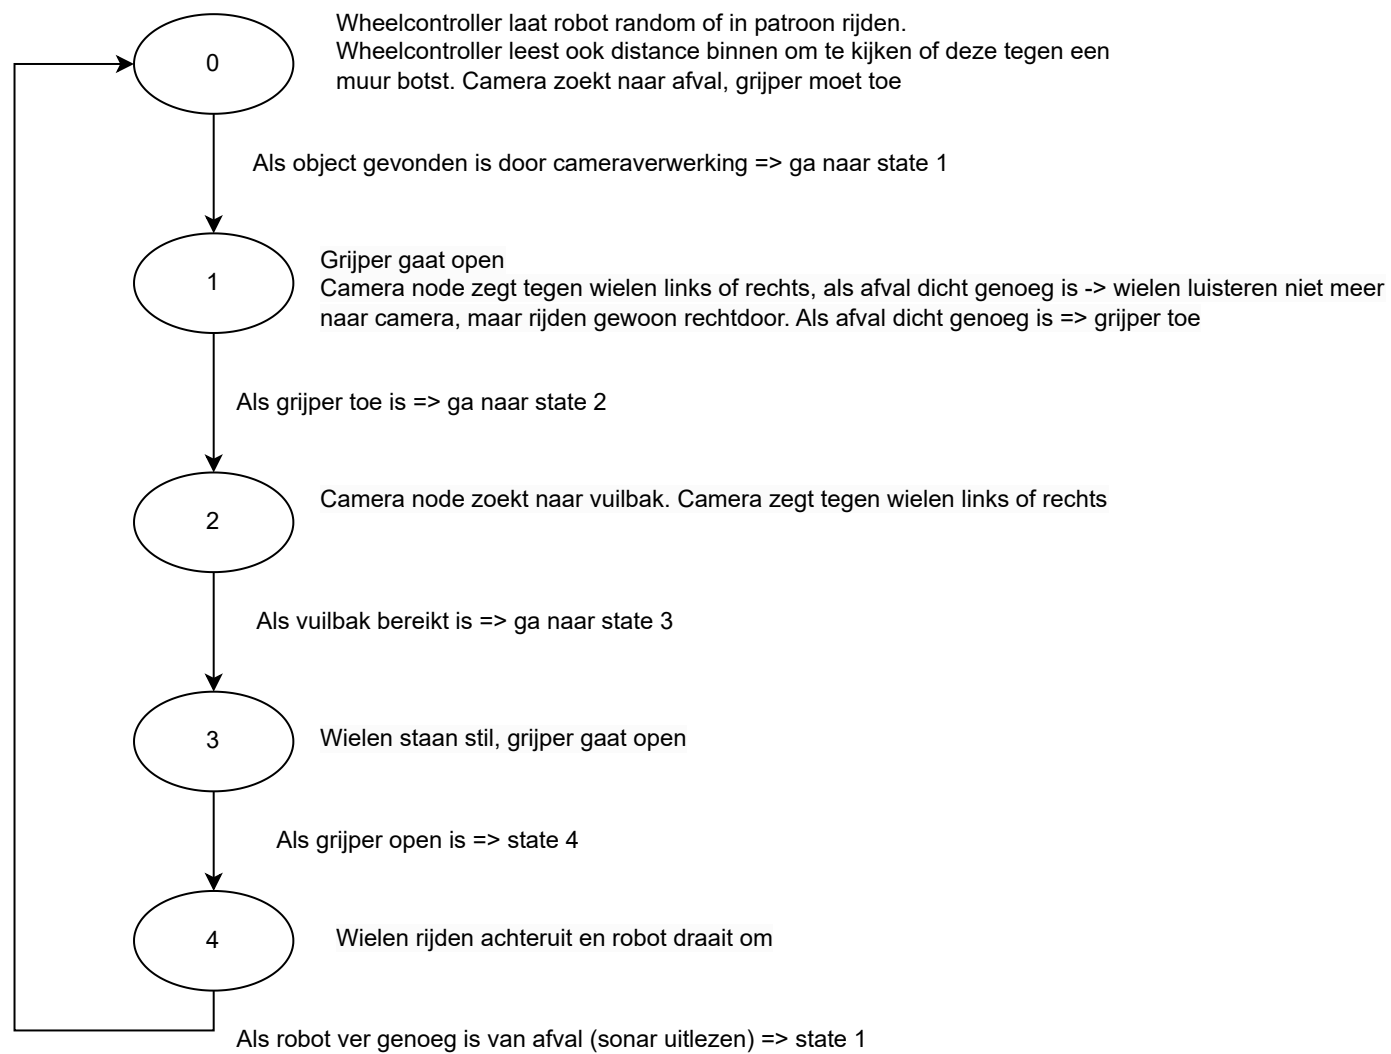 0
Wheelcontroller laat robot random of in patroon rijden.
Wheelcontroller leest ook distance binnen om te kijken of deze tegen een
muur botst. Camera zoekt naar afval, grijper moet toe
Als object gevonden is door cameraverwerking => ga naar state 1
1
Grijper gaat open
Camera node zegt tegen wielen links of rechts, als afval dicht genoeg is -> wielen luisteren niet meer
naar camera, maar rijden gewoon rechtdoor. Als afval dicht genoeg is => grijper toe
Als grijper toe is => ga naar state 2
2
Camera node zoekt naar vuilbak. Camera zegt tegen wielen links of rechts
Als vuilbak bereikt is => ga naar state 3
3
Wielen staan stil, grijper gaat open
Als grijper open is => state 4
4
Wielen rijden achteruit en robot draait om
Als robot ver genoeg is van afval (sonar uitlezen) => state 1